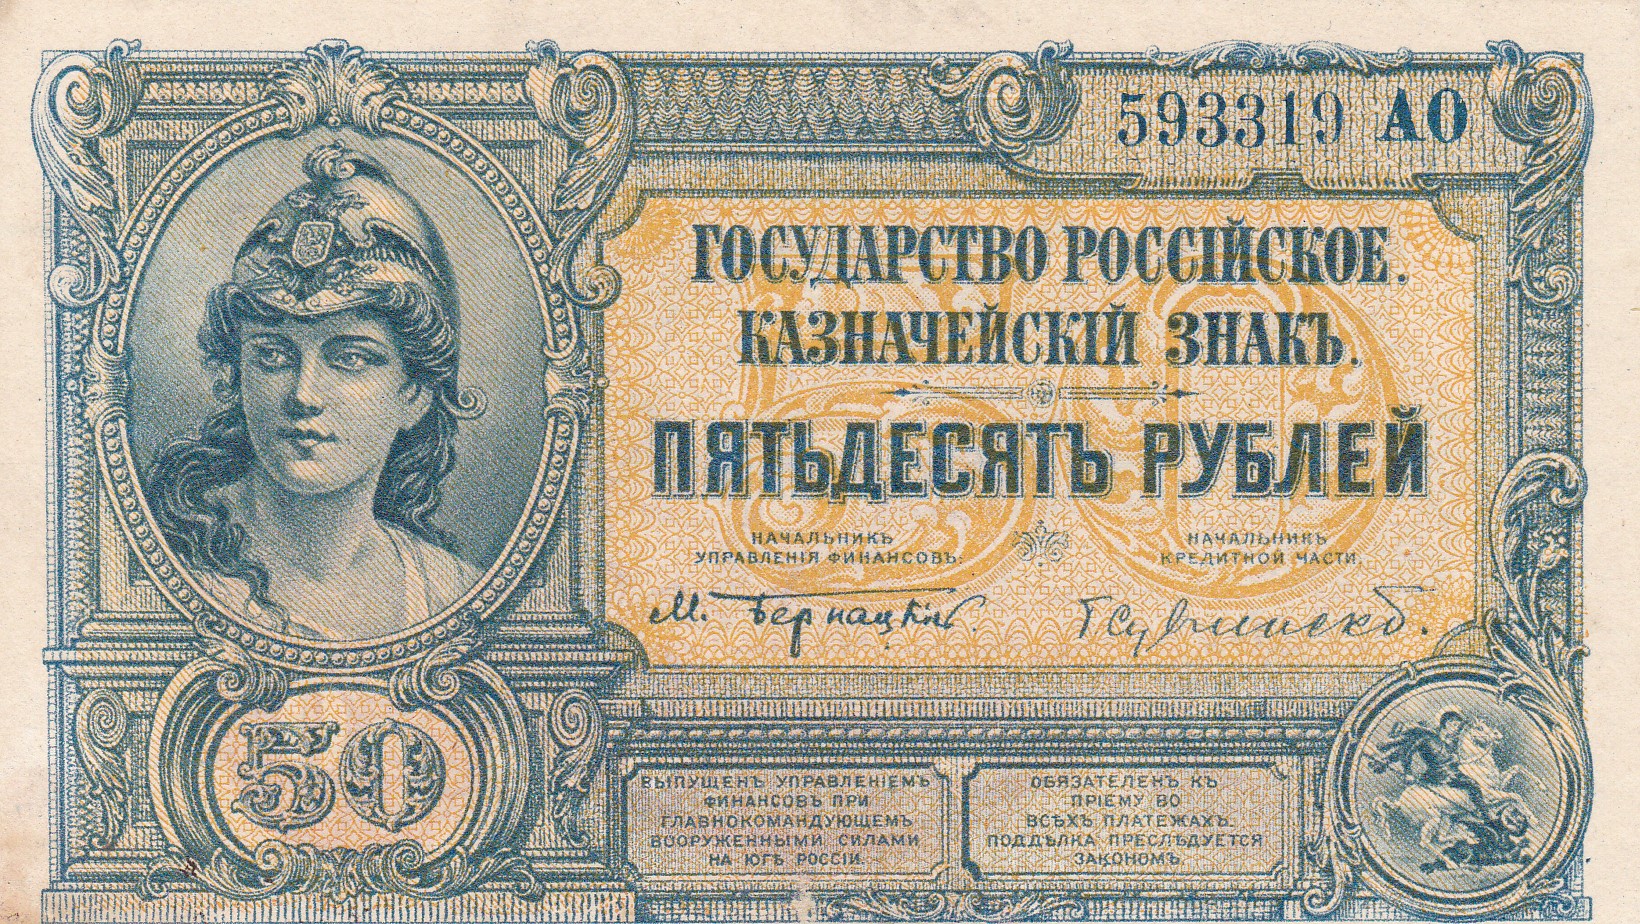 593319 АО
ГОСУДАРСТВО РОССІЙСКОЕ.
КАЗНАЧЕЙСКІЙ ЗНАКЪ.
ПЯТЬДЕСЯТЪ РУБЛЕЙ
НАЧАЛЬНИКЪ
УПРАВЛЕНІЯ ФИНАНСОВЪ.
М. Бернацкій.
НАЧАЛЬНИКЪ
КРЕДИТНОЙ ЧАСТИ.
50
50
ВЫПУЩЕНЪ УПРАВЛЕНІЕМЪ
ФИНАНСОВЪ ПРИ
ГЛАВНОКОМАНДУЮЩЕМЪ
ВООРУЖЕННЫМИ СИЛАМИ
НА ЮГѢ РОССІИ.
ОБЯЗАТЕЛЕНЪ КЪ
ПРІЕМУ ВО
ВСѢХЪ ПЛАТЕЖАХЪ.
ПОДДѢЛКА ПРЕСЛѢДУЕТСЯ
ЗАКОНОМЪ.